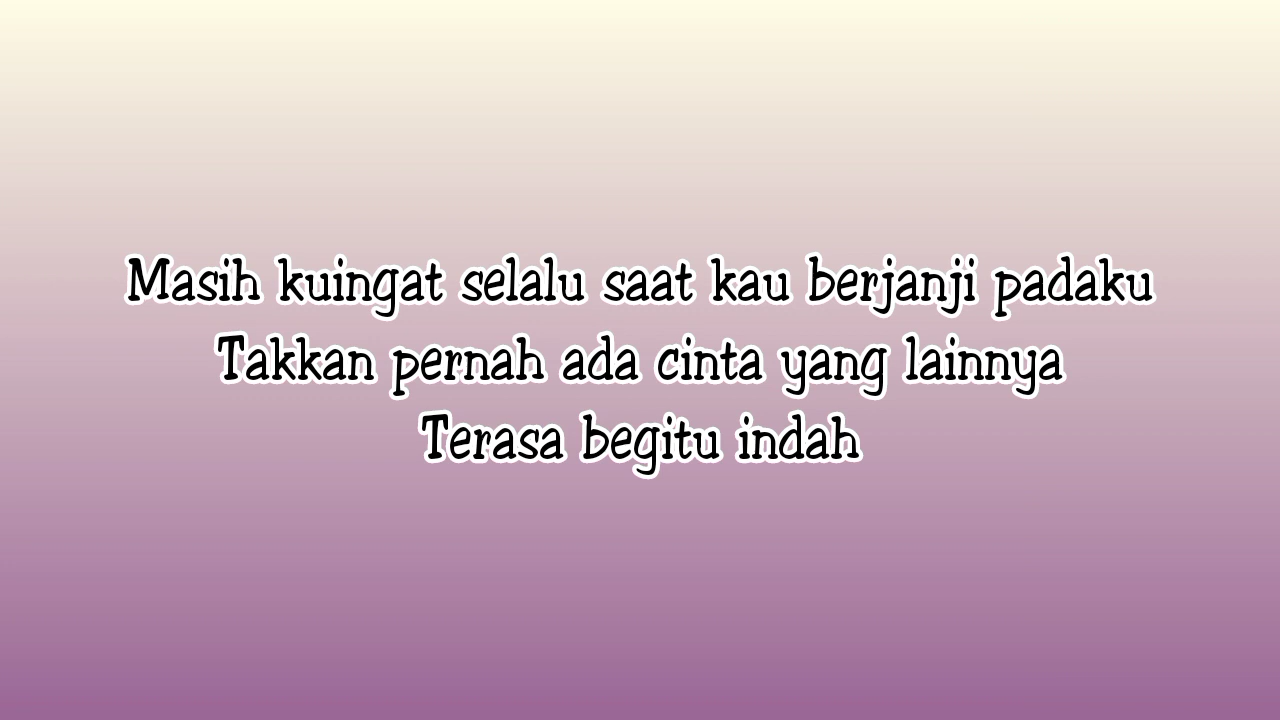 Masih kuingat selalu saat kau berjanji padaku
Takkan pernah ada cinta yang lainnya
Terasa begitu indah